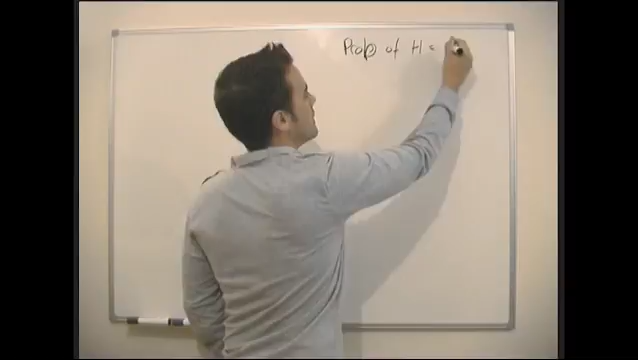 Prob of H =